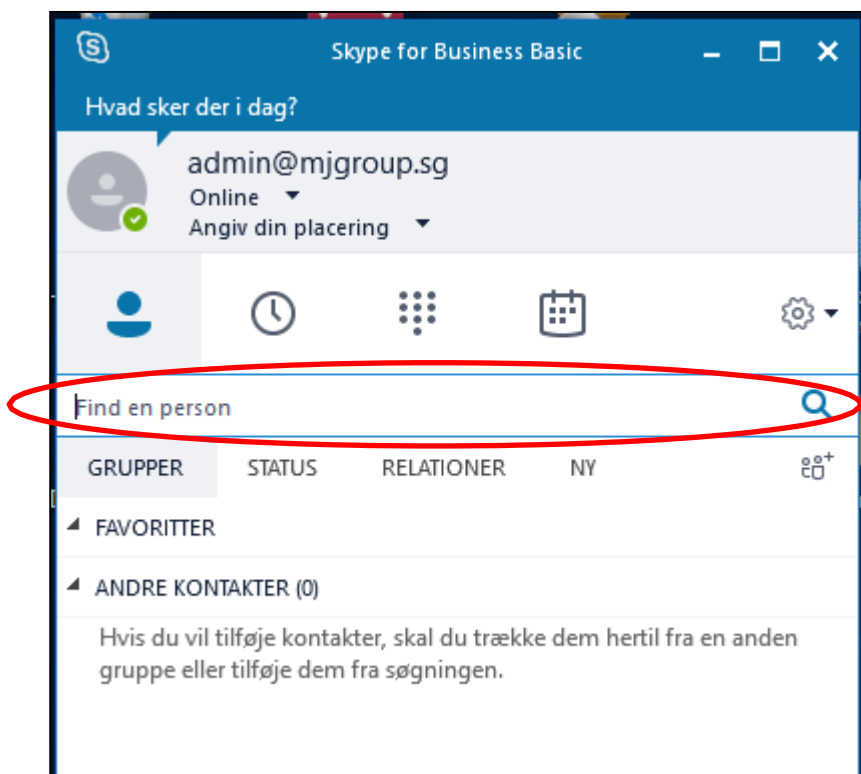 Skype for Business Basic
Hvad sker der i dag?
admin@mjgroup.sg
Online
Angiv din placering
Find en person
GRUPPER STATUS RELATIONER NY
FAVORITTER
ANDRE KONTAKTER (0)
Hvis du vil tilføje kontakter, skal du trække dem hertil fra en anden
gruppe eller tilføje dem fra søgningen.